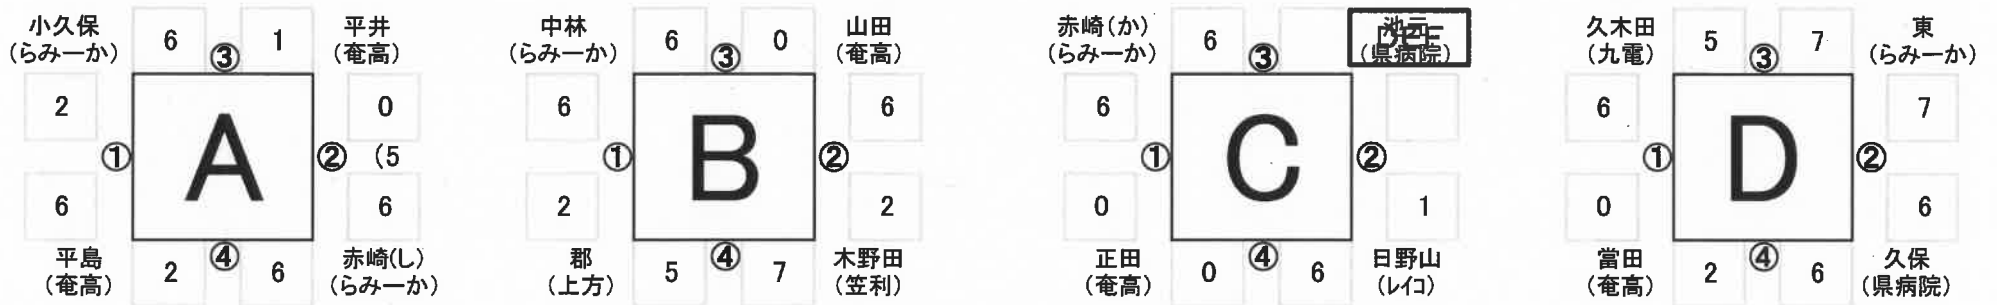 小久保
(らみーか)
6 ③ 1
平井
(奄高)
2
0
①
A
② (5
6
6
平島
(奄高)
2 ④ 6
赤崎(し)
(らみーか)
中林
(らみーか)
6 ③ 0
山田
(奄高)
6
6
①
B
②
2
2
郡
(上方)
5 ④ 7
木野田
(笠利)
赤崎(か)
(らみーか)
6 ③
(県病院)
6
①
C
②
0
1
正田
(奄高)
0 ④ 6
日野山
(レイコ)
久木田
(九電)
5 ③ 7
東
(らみーか)
6
7
①
D
②
0
6
當田
(奄高)
2 ④ 6
久保
(県病院)